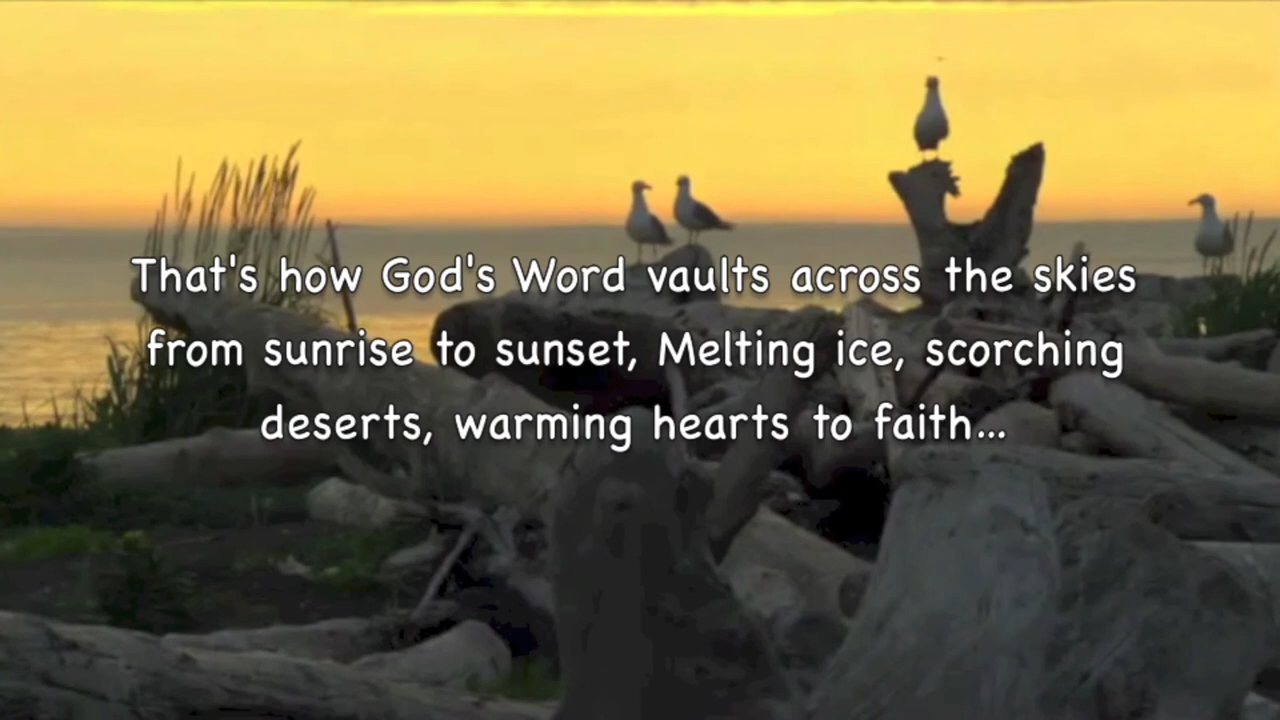 That's how God's Word vaults across the skies
from sunrise to sunset, Melting ice, scorching
deserts, warming hearts to faith...